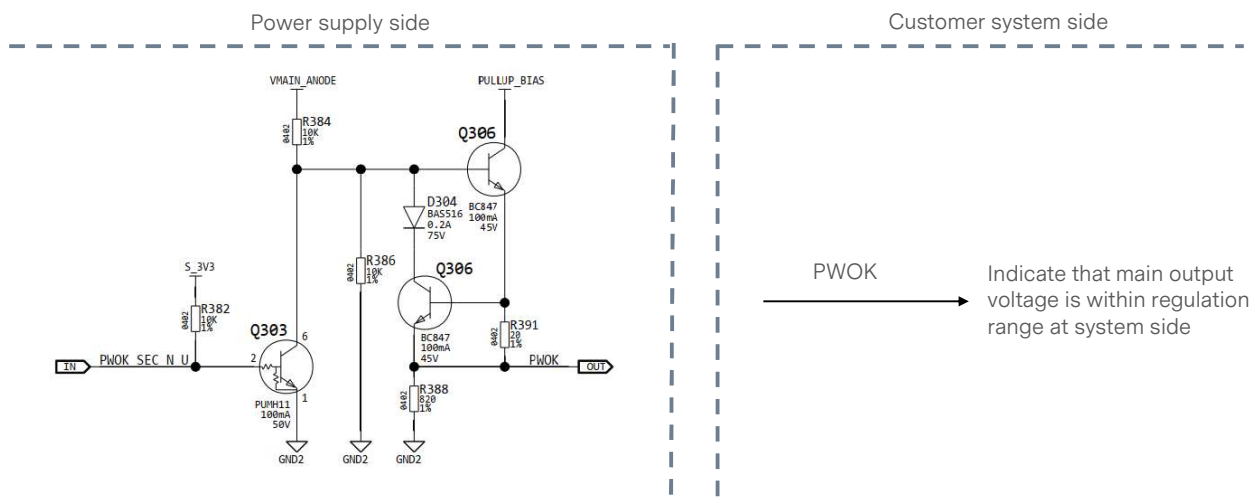 Power supply side
Customer system side
VMAIN_ANODE
PULLUP_BIAS
0402
R384
10K
1%
Q306
BC847
100mA
45V
D304
BAS516
0.2A
75V
0402
R386
10K
1%
Q306
BC847
100mA
45V
S_3V3
0402
R382
10K
1%
Q303
6
2
1
PUMH11
100mA
50V
IN
PWOK_SEC_N_U
0402
R391
20
1%
PWOK
OUT
0402
R388
820
1%
GND2
GND2
GND2
PWOK
Indicate that main output
voltage is within regulation
range at system side